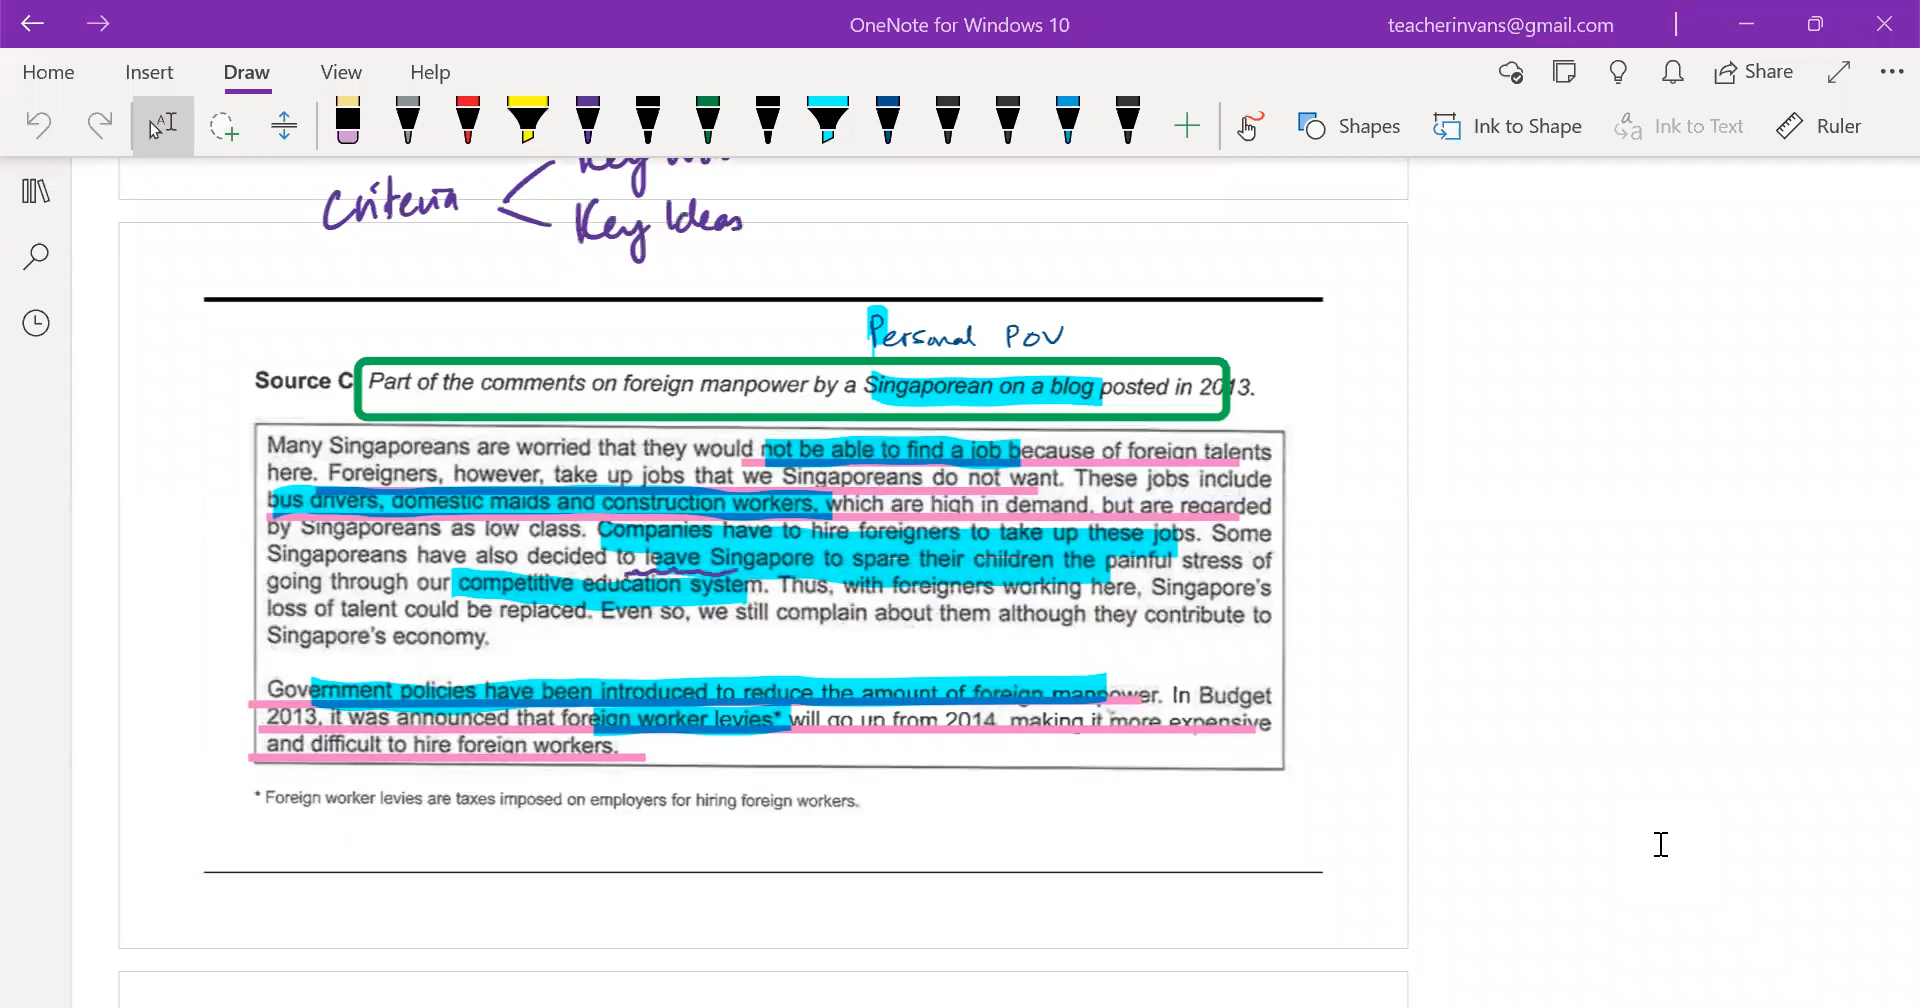 OneNote for Windows 10
teacherinvans@gmail.com
Home Insert Draw View Help
Share
Shapes Ink to Shape Ink to Text Ruler
Criteria Key
Key Ideas
Personal POV
Source C Part of the comments on foreign manpower by a Singaporean on a blog posted in 2013.
Many Singaporeans are worried that they would not be able to find a job because of foreign talents
here. Foreigners, however, take up jobs that we Singaporeans do not want. These jobs include
bus drivers, domestic maids and construction workers, which are high in demand, but are regarded
by Singaporeans as low class. Companies have to hire foreigners to take up these jobs. Some
Singaporeans have also decided to leave Singapore to spare their children the painful stress of
going through our competitive education system. Thus, with foreigners working here, Singapore's
loss of talent could be replaced. Even so, we still complain about them although they contribute to
Singapore's economy.
Government policies have been introduced to reduce the amount of foreign manpower. In Budget
2013, it was announced that foreign worker levies* will go up from 2014, making it more expensive
and difficult to hire foreign workers.
* Foreign worker levies are taxes imposed on employers for hiring foreign workers.